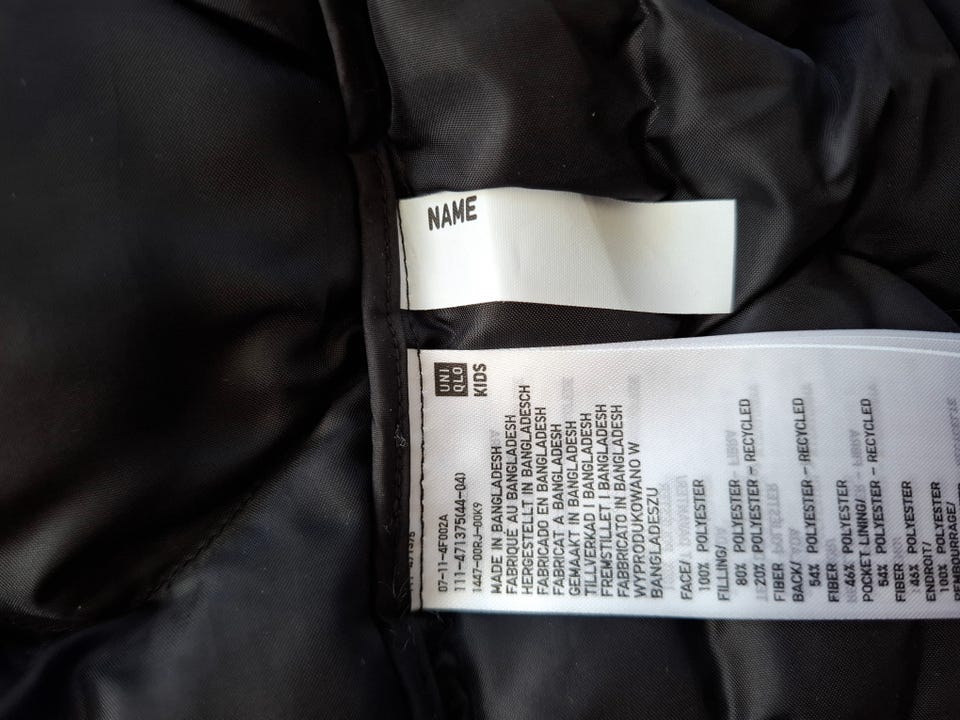 NAME
UNI
QLO
KIDS
07-11-4F002A
111-471375(44-04)
1447-00RJ-00K9
MADE IN BANGLADESH
FABRIQUÉ AU BANGLADESH
HERGESTELLT IN BANGLADESCH
FABRICADO EN BANGLADESH
FABRICAT A BANGLADESH
GEMAAKT IN BANGLADESH
TILLVERKAD I BANGLADESH
FREMSTILLET I BANGLADESH
FABBRICATO IN BANGLADESH
WYPRODUKOWANO W
BANGLADESZU
FACE/
100% POLYESTER
FILLING/
80% POLYESTER
20% POLYESTER - RECYCLED
FIBER
BACK/
54% POLYESTER - RECYCLED
FIBER
46% POLYESTER
POCKET LINING/
54% POLYESTER - RECYCLED
FIBER
46% POLYESTER
ENDROIT/
100% POLYESTER
REMBOURRAGE/